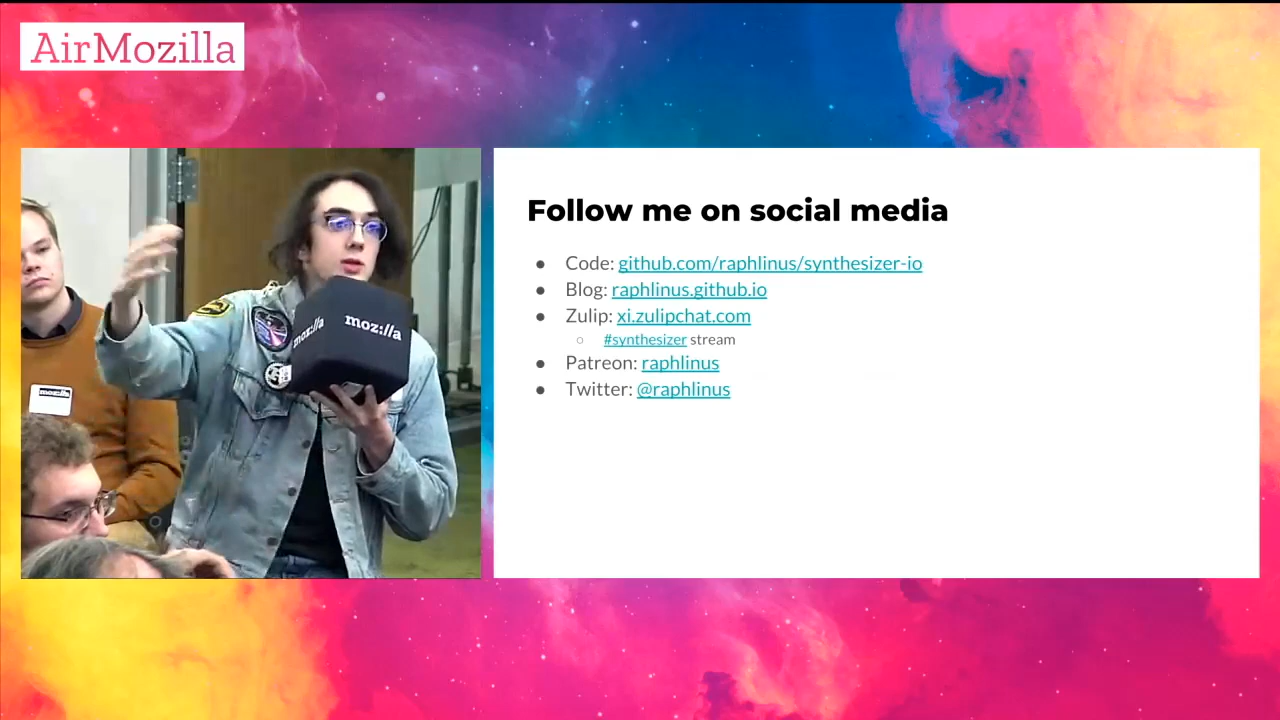 AirMozilla
moz://a
moz://a
moz://a
Follow me on social media
Code: github.com/raphlinus/synthesizer-io
Blog: raphlinus.github.io
Zulip: xi.zulipchat.com
#synthesizer stream
Patreon: raphlinus
Twitter: @raphlinus